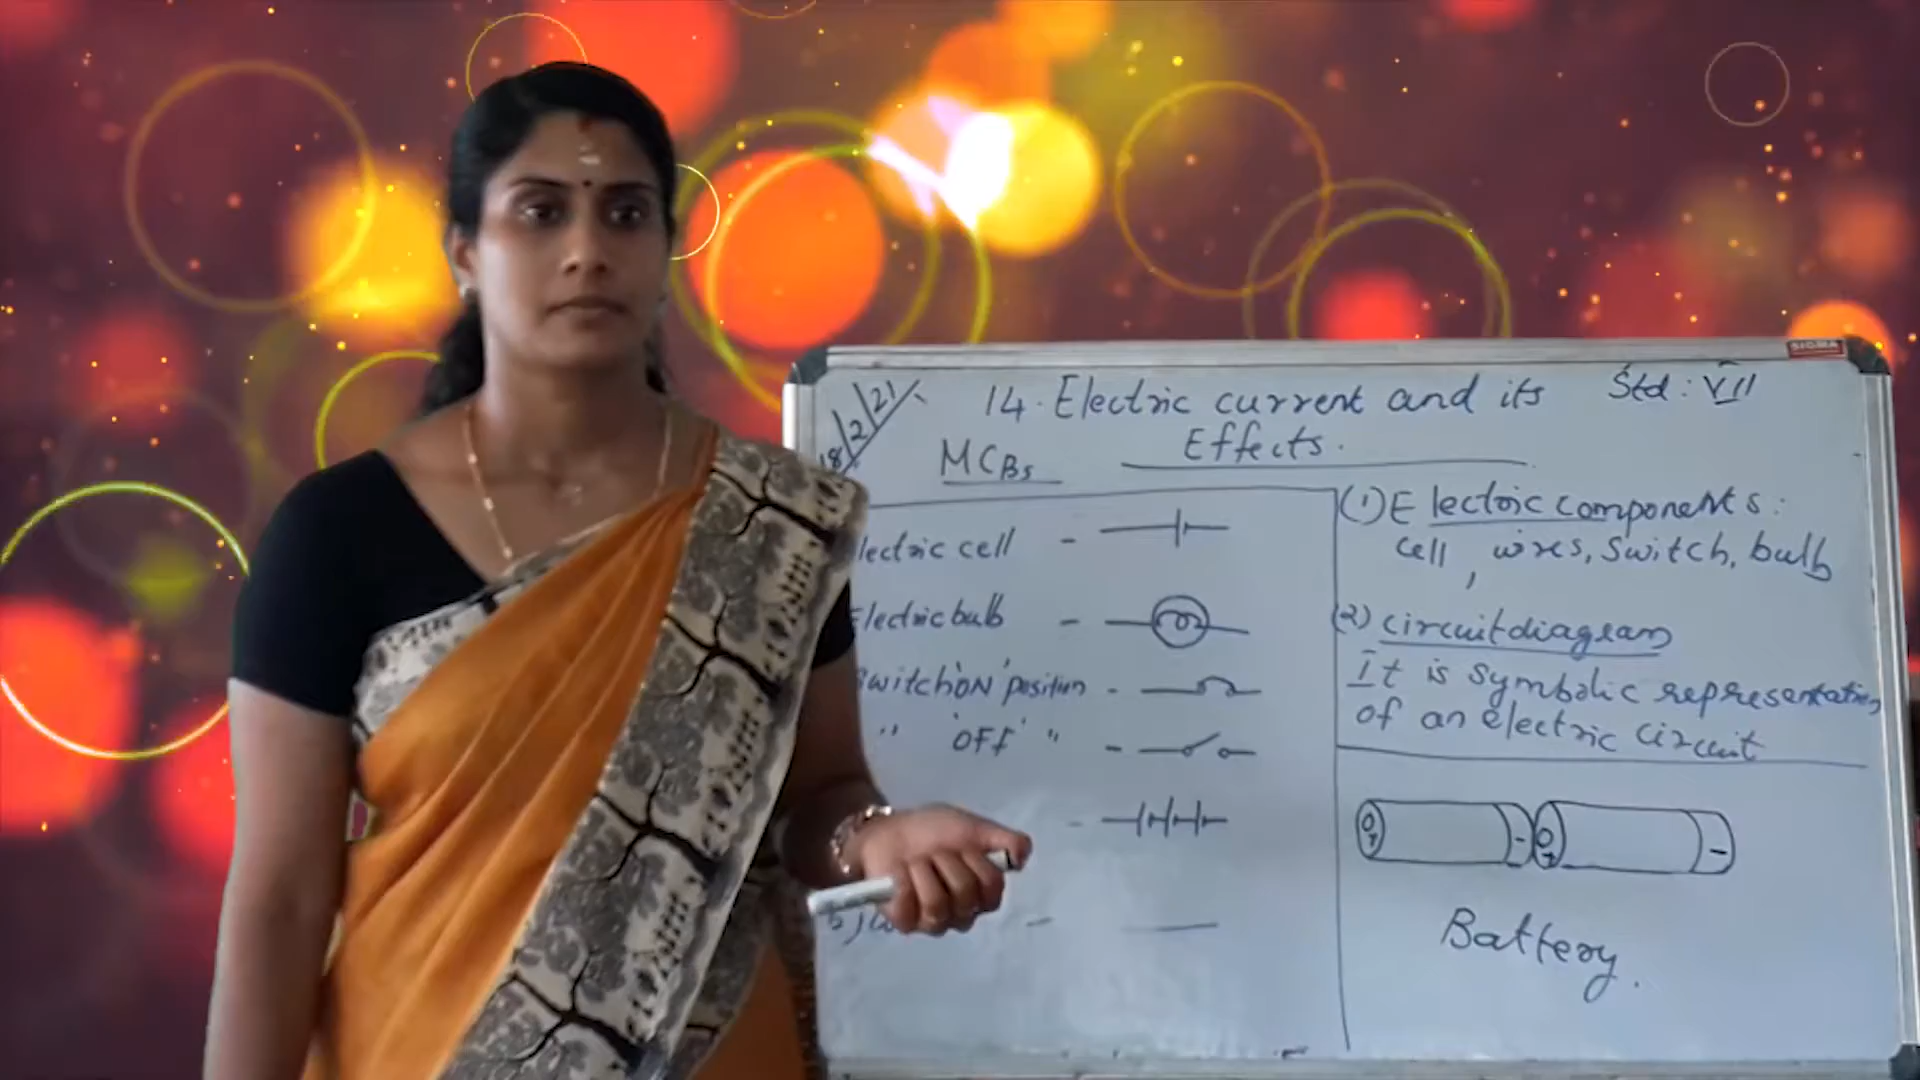 SIGMA
18/2/21
14. Electric current and its
Effects.
Std: VII
MCBs
lectric cell -
Electric bulb -
Switch 'ON' position -
" 'OFF' " -
(1) Electric components:
cell, wires, switch, bulb
(2) circuit diagram
It is symbolic representation
of an electric circuit
+ - + -
Battery.